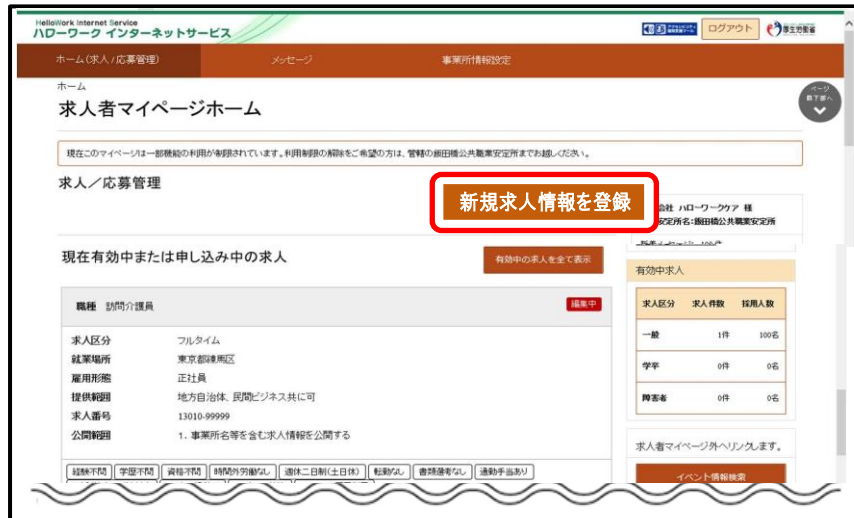 HelloWork Internet Service
ハローワーク インターネットサービス
ログアウト
厚生労働省
ホーム(求人/応募管理)
メッセージ
事業所情報設定
ホーム
求人者マイページホーム
ページ
最下部へ
現在このマイページは一部機能の利用が制限されています。利用制限の解除をご希望の方は、管轄の飯田橋公共職業安定所までお越しください。
求人／応募管理
新規求人情報を登録
会社 ハローワークケア 様
安定所名：飯田橋公共職業安定所
現在有効中または申し込み中の求人
有効中の求人を全て表示
有効中求人
職種 訪問介護員
編集中
求人区分 求人件数 採用人数
一般 1件 100名
学卒 0件 0名
障害者 0件 0名
求人区分 フルタイム
就業場所 東京都練馬区
雇用形態 正社員
提供範囲 地方自治体、民間ビジネス共に可
求人番号 13010-99999
公開範囲 1．事業所名等を含む求人情報を公開する
求人者マイページ外へリンクします。
経験不問 学歴不問 資格不問 時間外労働なし 週休二日制(土日休) 転勤なし 書類選考なし 通勤手当あり
イベント情報検索